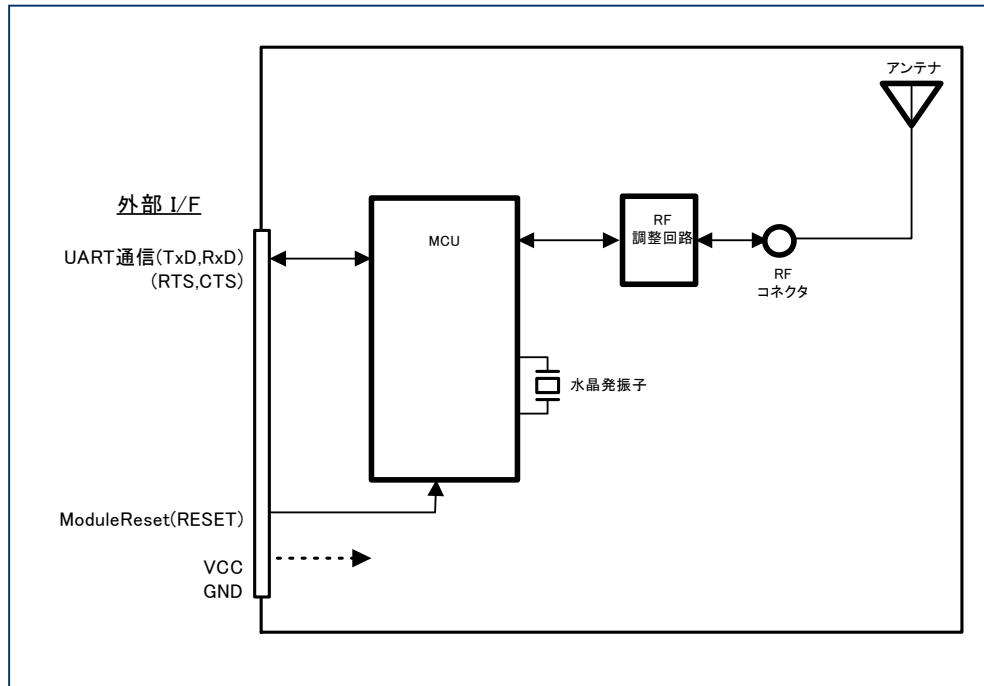 アンテナ
外部 I/F
UART通信(TxD,RxD)
(RTS,CTS)
MCU
RF
調整回路
RF
コネクタ
水晶発振子
ModuleReset(RESET)
VCC
GND